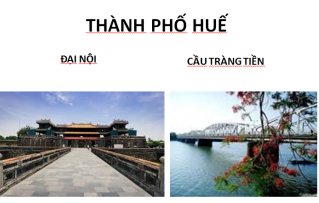 THÀNH PHỐ HUẾ
ĐẠI NỘI
CẦU TRÀNG TIỀN